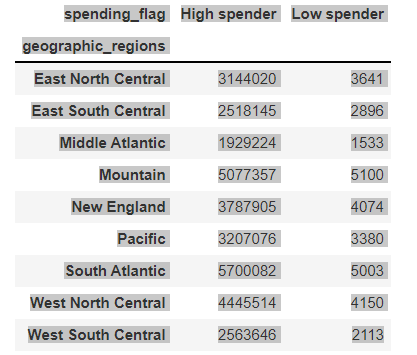 spending_flag High spender Low spender
geographic_regions
East North Central 3144020 3641
East South Central 2518145 2896
Middle Atlantic 1929224 1533
Mountain 5077357 5100
New England 3787905 4074
Pacific 3207076 3380
South Atlantic 5700082 5003
West North Central 4445514 4150
West South Central 2563646 2113